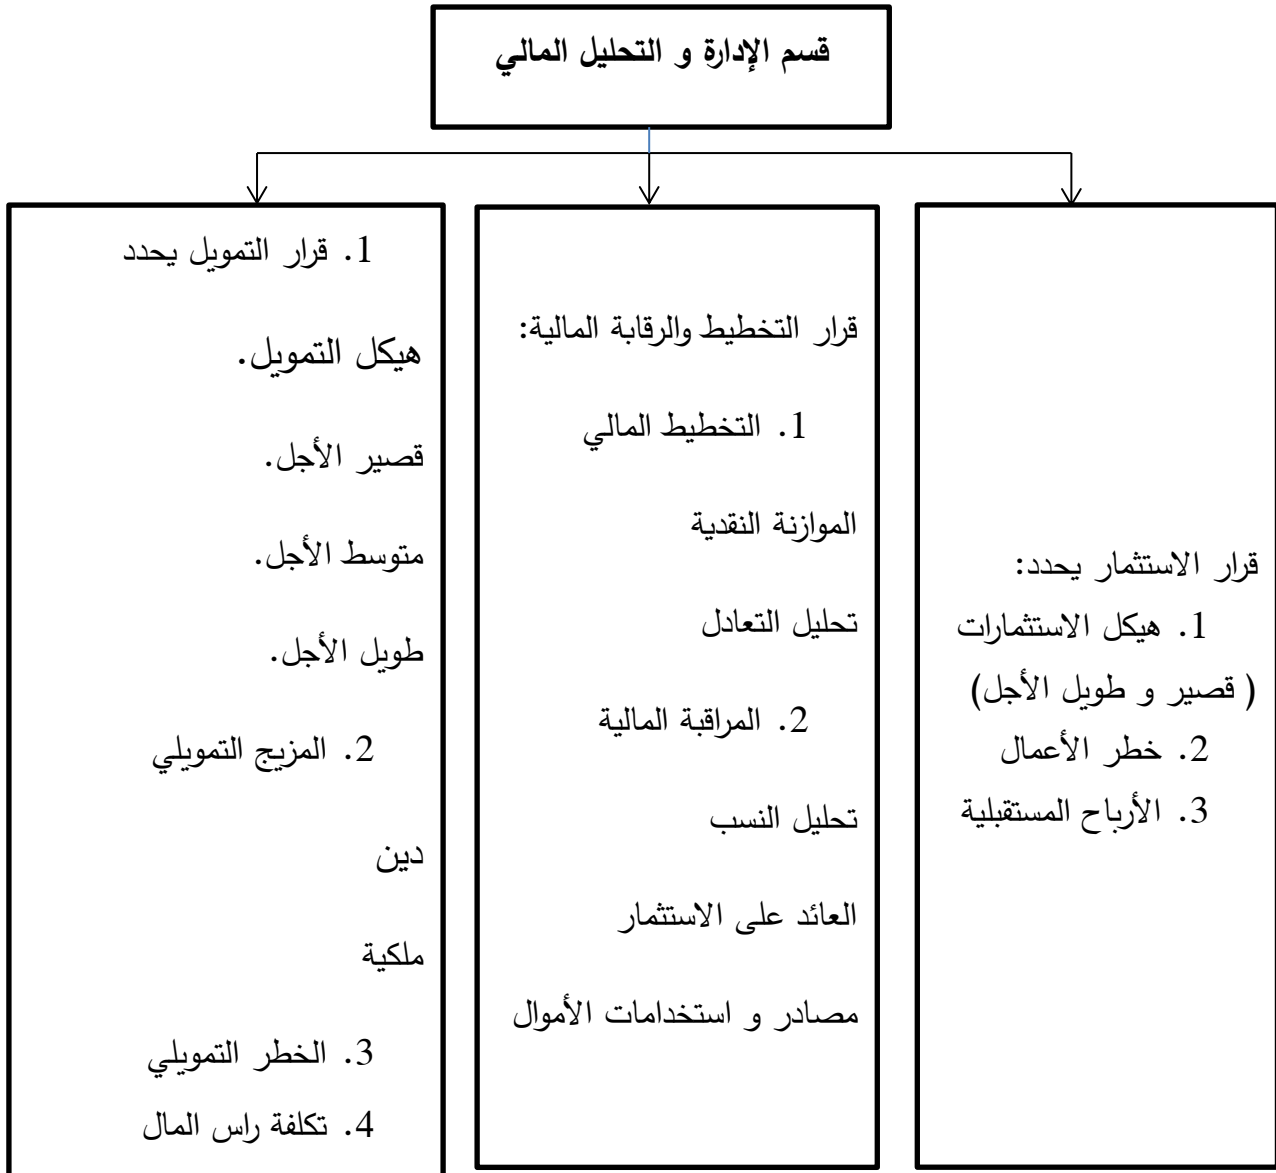 قسم الإدارة و التحليل المالي
قرار الاستثمار يحدد:
1. هيكل الاستثمارات
( قصير و طويل الأجل)
2. خطر الأعمال
3. الأرباح المستقبلية
قرار التخطيط والرقابة المالية:
1. التخطيط المالي
الموازنة النقدية
تحليل التعادل
2. المراقبة المالية
تحليل النسب
العائد على الاستثمار
مصادر و استخدامات الأموال
1. قرار التمويل يحدد
هيكل التمويل.
قصير الأجل.
متوسط الأجل.
طويل الأجل.
2. المزيج التمويلي
دين
ملكية
3. الخطر التمويلي
4. تكلفة راس المال